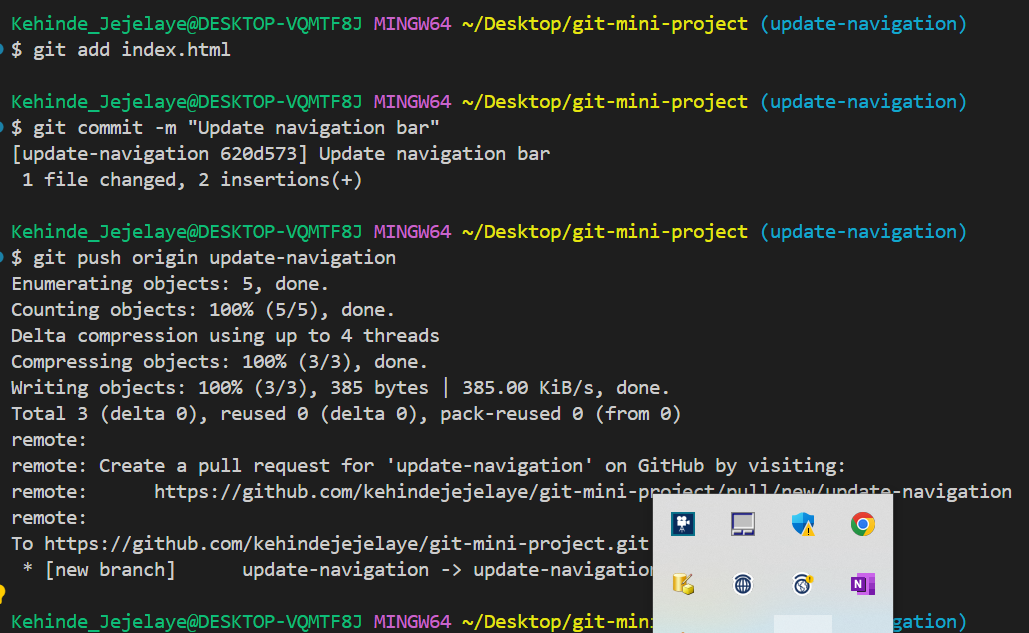 Kehinde_Jejelaye@DESKTOP-VQMTF8J MINGW64 ~/Desktop/git-mini-project (update-navigation)
$ git add index.html
Kehinde_Jejelaye@DESKTOP-VQMTF8J MINGW64 ~/Desktop/git-mini-project (update-navigation)
$ git commit -m "Update navigation bar"
[update-navigation 620d573] Update navigation bar
 1 file changed, 2 insertions(+)
Kehinde_Jejelaye@DESKTOP-VQMTF8J MINGW64 ~/Desktop/git-mini-project (update-navigation)
$ git push origin update-navigation
Enumerating objects: 5, done.
Counting objects: 100% (5/5), done.
Delta compression using up to 4 threads
Compressing objects: 100% (3/3), done.
Writing objects: 100% (3/3), 385 bytes | 385.00 KiB/s, done.
Total 3 (delta 0), reused 0 (delta 0), pack-reused 0 (from 0)
remote:
remote: Create a pull request for 'update-navigation' on GitHub by visiting:
remote:      https://github.com/kehindejejelaye/git-mini-project/pull/new/update-navigation
remote:
To https://github.com/kehindejejelaye/git-mini-project.git
 * [new branch]      update-navigation -> update-navigation
Kehinde_Jejelaye@DESKTOP-VQMTF8J MINGW64 ~/Desktop/git-mini gation)
N